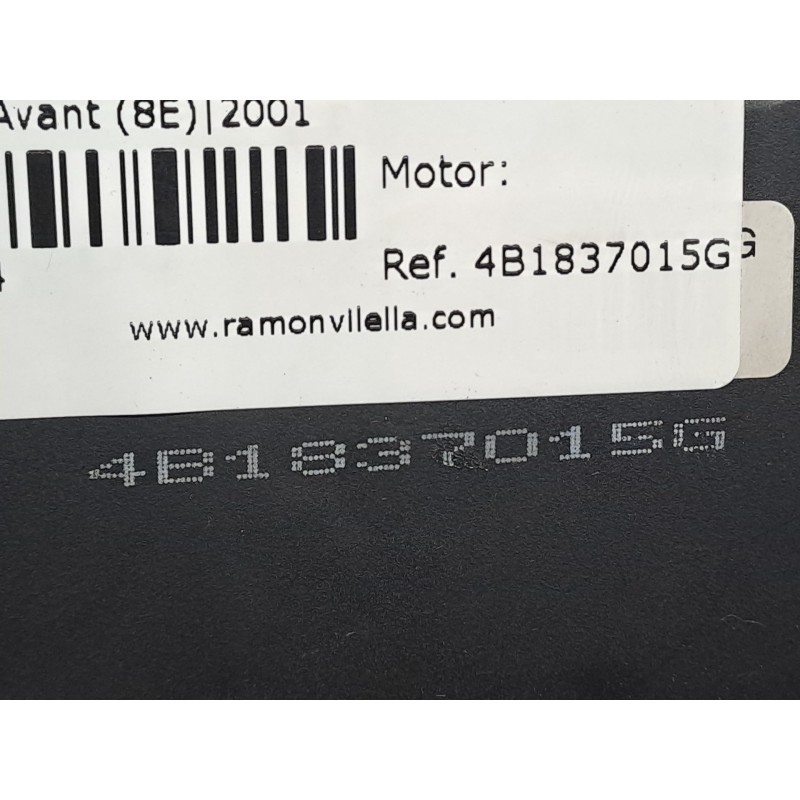 Avant (8E)|2001
Motor:
Ref. 4B1837015G
G
www.ramonvilella.com
4B1837015G